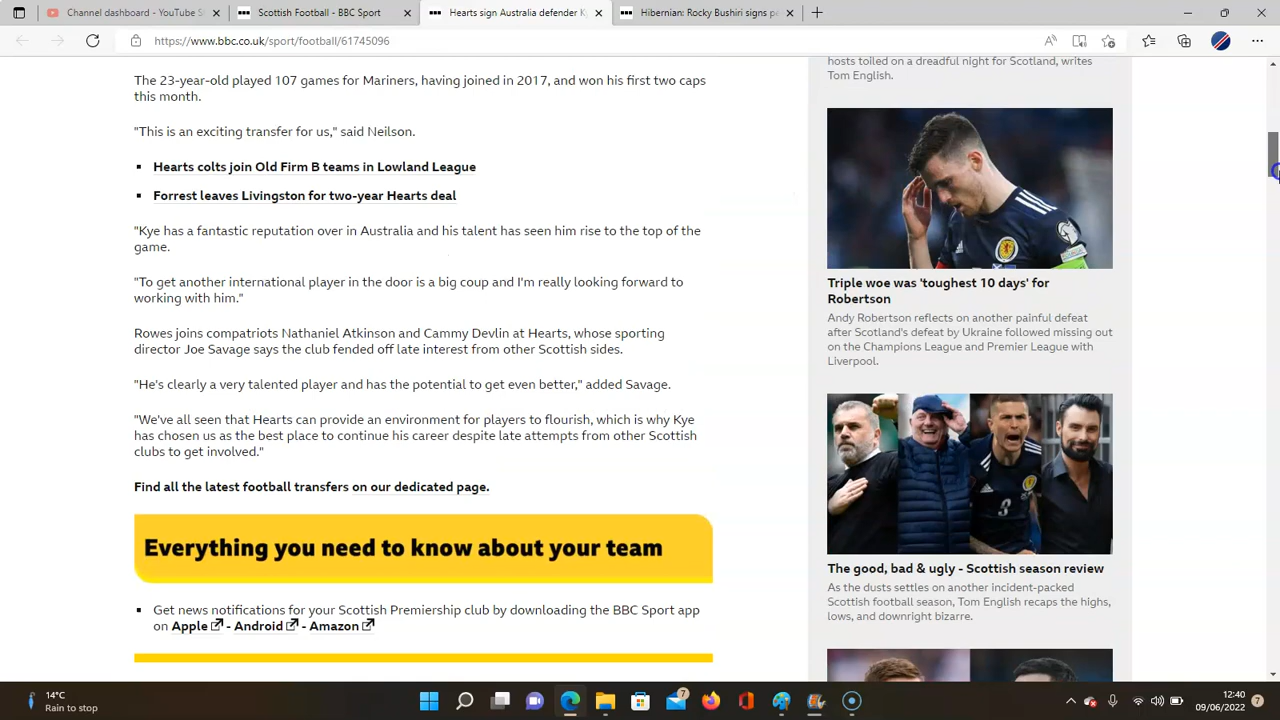 Channel dashboard - YouTube S
Scottish Football - BBC Sport
Hearts sign Australia defender K
Hibernian: Rocky Bushiri signs pe
https://www.bbc.co.uk/sport/football/61745096
The 23-year-old played 107 games for Mariners, having joined in 2017, and won his first two caps
this month.
"This is an exciting transfer for us," said Neilson.
Hearts colts join Old Firm B teams in Lowland League
Forrest leaves Livingston for two-year Hearts deal
"Kye has a fantastic reputation over in Australia and his talent has seen him rise to the top of the
game.
"To get another international player in the door is a big coup and I'm really looking forward to
working with him."
Rowes joins compatriots Nathaniel Atkinson and Cammy Devlin at Hearts, whose sporting
director Joe Savage says the club fended off late interest from other Scottish sides.
"He's clearly a very talented player and has the potential to get even better," added Savage.
"We've all seen that Hearts can provide an environment for players to flourish, which is why Kye
has chosen us as the best place to continue his career despite late attempts from other Scottish
clubs to get involved."
Find all the latest football transfers on our dedicated page.
Everything you need to know about your team
Get news notifications for your Scottish Premiership club by downloading the BBC Sport app
on Apple - Android - Amazon
hosts toiled on a dreadful night for Scotland, writes
Tom English.
Triple woe was 'toughest 10 days' for
Robertson
Andy Robertson reflects on another painful defeat
after Scotland's defeat by Ukraine followed missing out
on the Champions League and Premier League with
Liverpool.
The good, bad & ugly - Scottish season review
As the dusts settles on another incident-packed
Scottish football season, Tom English recaps the highs,
lows, and downright bizarre.
14°C
Rain to stop
7
12:40
09/06/2022
7